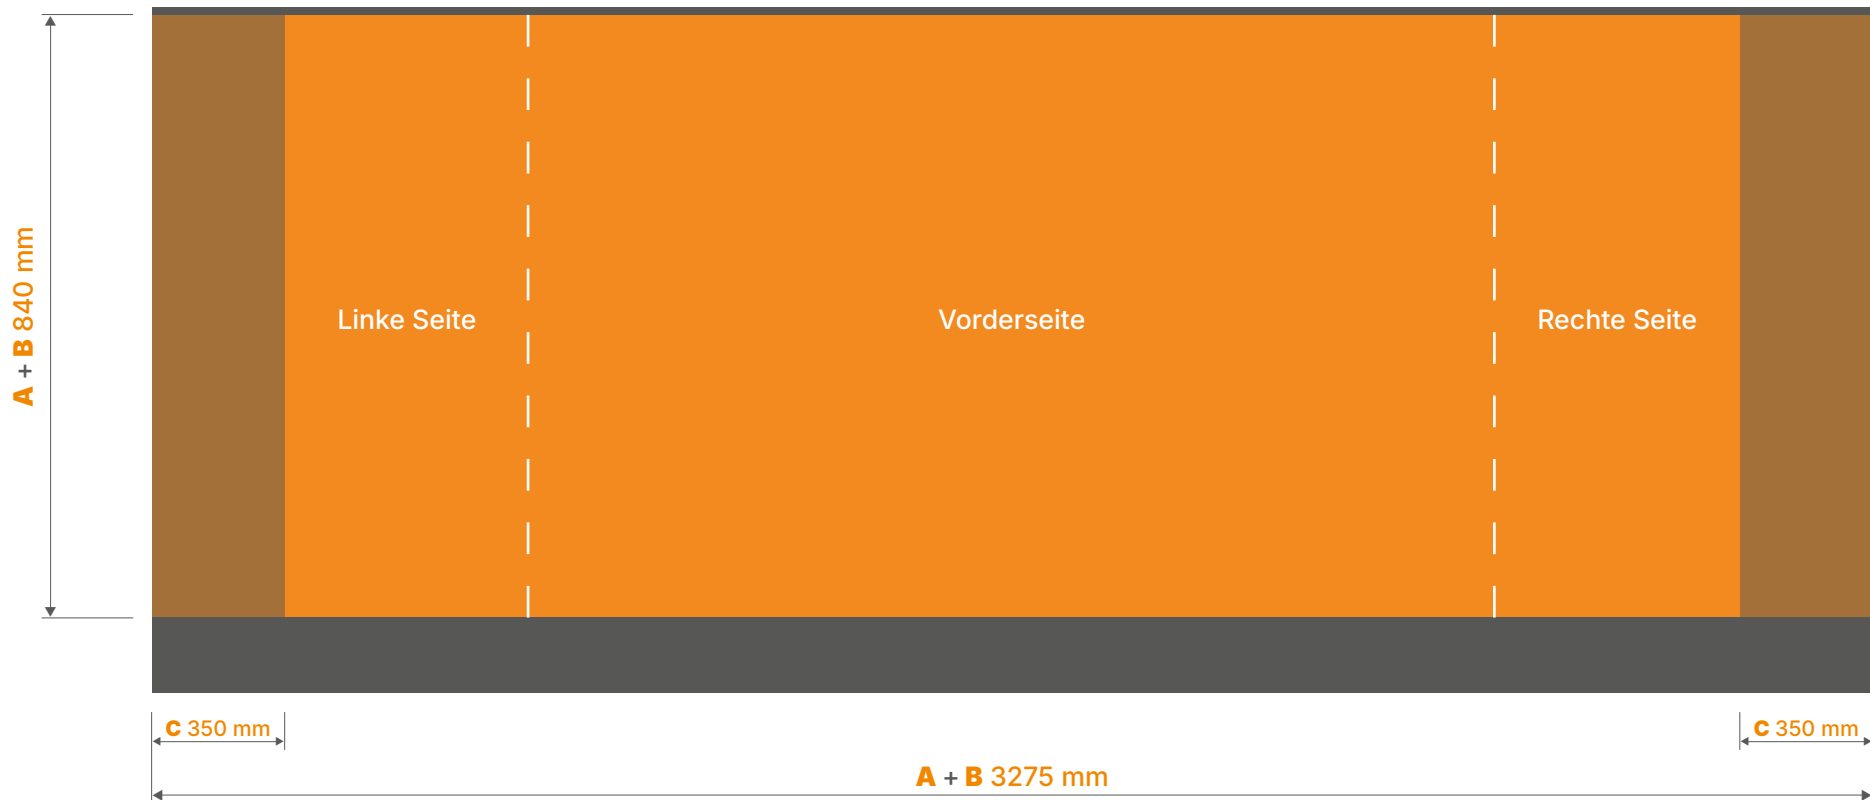 A + B 840 mm
Linke Seite
Vorderseite
Rechte Seite
C 350 mm
C 350 mm
A + B 3275 mm